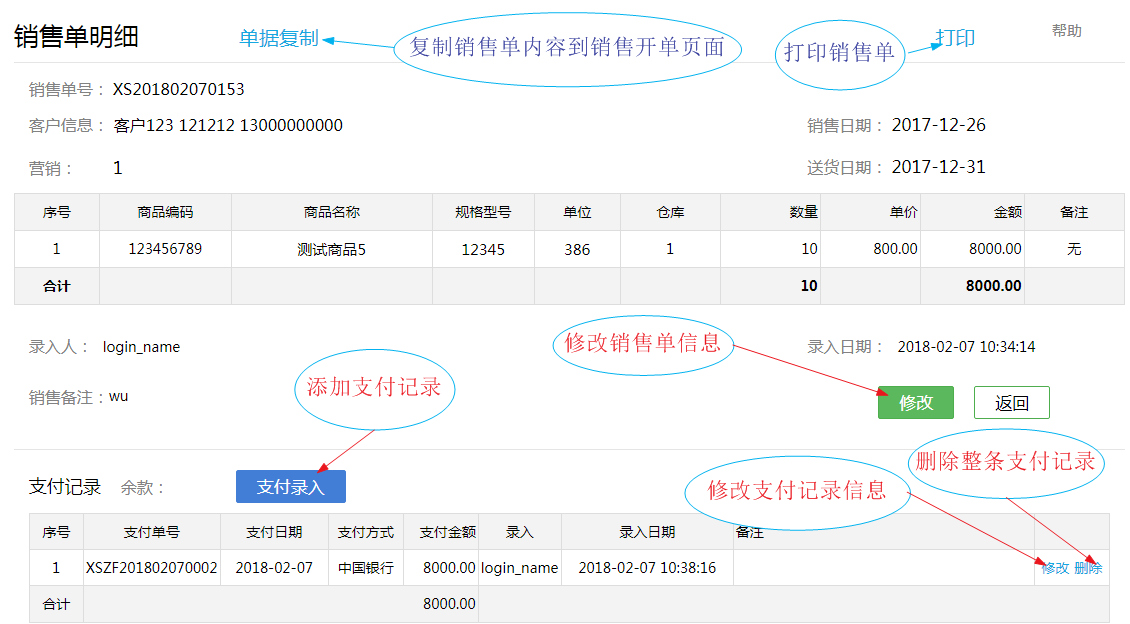 销售单明细 单据复制 复制销售单内容到销售开单页面 打印销售单 打印 帮助
销售单号： XS201802070153
客户信息： 客户123 121212 13000000000 销售日期： 2017-12-26
营销： 1 送货日期： 2017-12-31
序号 商品编码 商品名称 规格型号 单位 仓库 数量 单价 金额 备注
1 123456789 测试商品5 12345 386 1 10 800.00 8000.00 无
合计 10 8000.00
录入人： login_name 修改销售单信息 录入日期： 2018-02-07 10:34:14
添加支付记录
销售备注：wu 修改 返回
删除整条支付记录
支付记录 余款： 支付录入 修改支付记录信息
序号 支付单号 支付日期 支付方式 支付金额 录入 录入日期 备注
1 XSZF201802070002 2018-02-07 中国银行 8000.00 login_name 2018-02-07 10:38:16 修改 删除
合计 8000.00